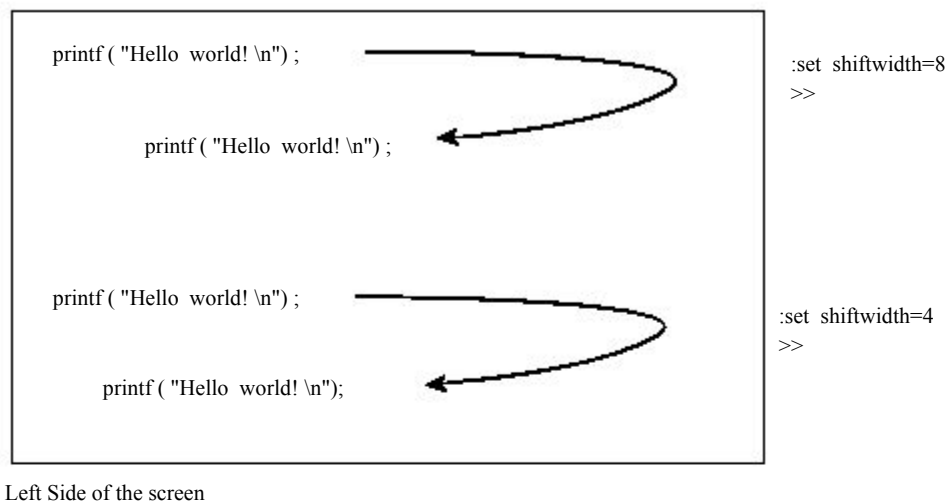 printf ( "Hello world! \n") ;
:set shiftwidth=8
>>
printf ( "Hello world! \n") ;
printf ( "Hello world! \n") ;
:set shiftwidth=4
>>
printf ( "Hello world! \n");
Left Side of the screen